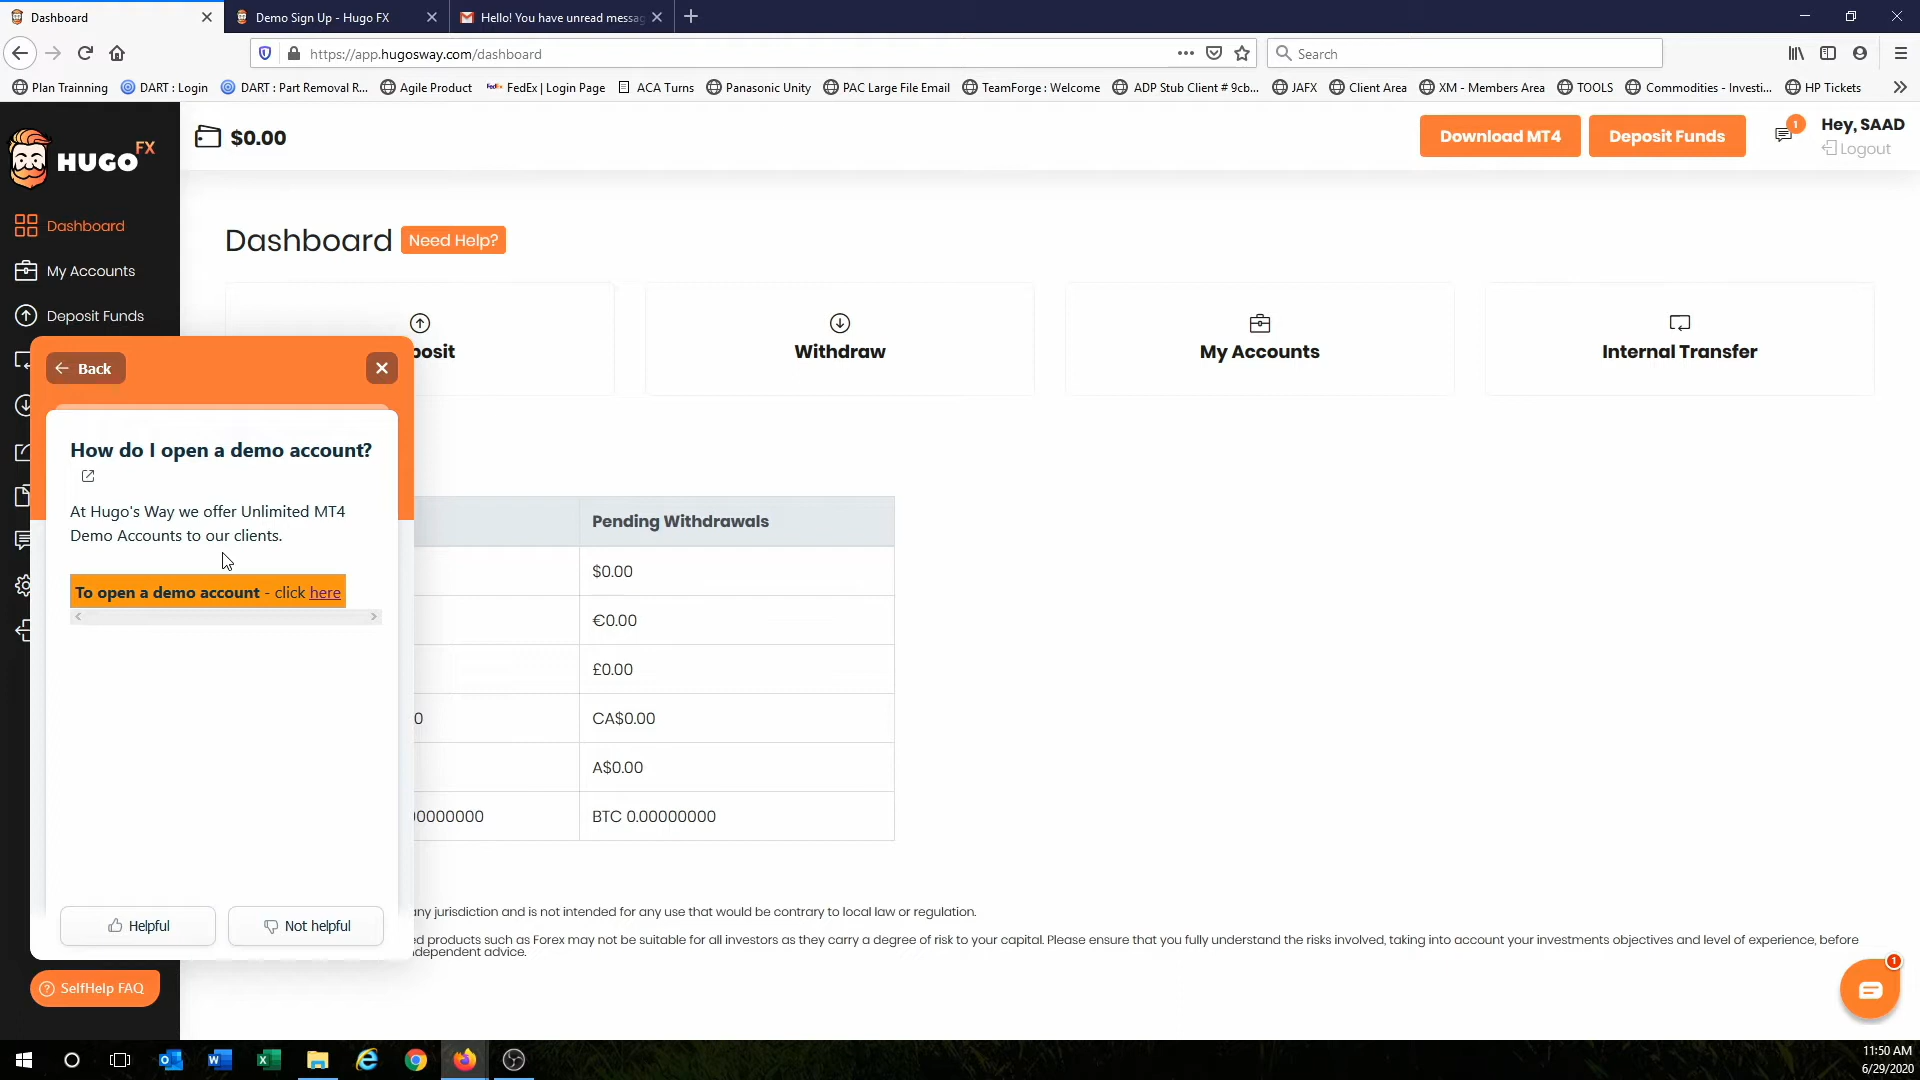 Dashboard
Demo Sign Up - Hugo FX
Hello! You have unread messag
https://app.hugosway.com/dashboard
Search
Plan Trainning
DART : Login
DART : Part Removal R...
Agile Product
FedEx | Login Page
ACA Turns
Panasonic Unity
PAC Large File Email
TeamForge : Welcome
ADP Stub Client # 9cb...
JAFX
Client Area
XM - Members Area
TOOLS
Commodities - Investi...
HP Tickets
HUGO FX
$0.00
Download MT4
Deposit Funds
1
Hey, SAAD
Logout
Dashboard
My Accounts
Deposit Funds
Dashboard
Need Help?
posit
Withdraw
My Accounts
Internal Transfer
Back
How do I open a demo account?
At Hugo's Way we offer Unlimited MT4
Demo Accounts to our clients.
To open a demo account - click here
Helpful
Not helpful
SelfHelp FAQ
Pending Withdrawals
$0.00
€0.00
£0.00
0
CA$0.00
A$0.00
00000000
BTC 0.00000000
any jurisdiction and is not intended for any use that would be contrary to local law or regulation.
ed products such as Forex may not be suitable for all investors as they carry a degree of risk to your capital. Please ensure that you fully understand the risks involved, taking into account your investments objectives and level of experience, before
dependent advice.
1
11:50 AM
6/29/2020